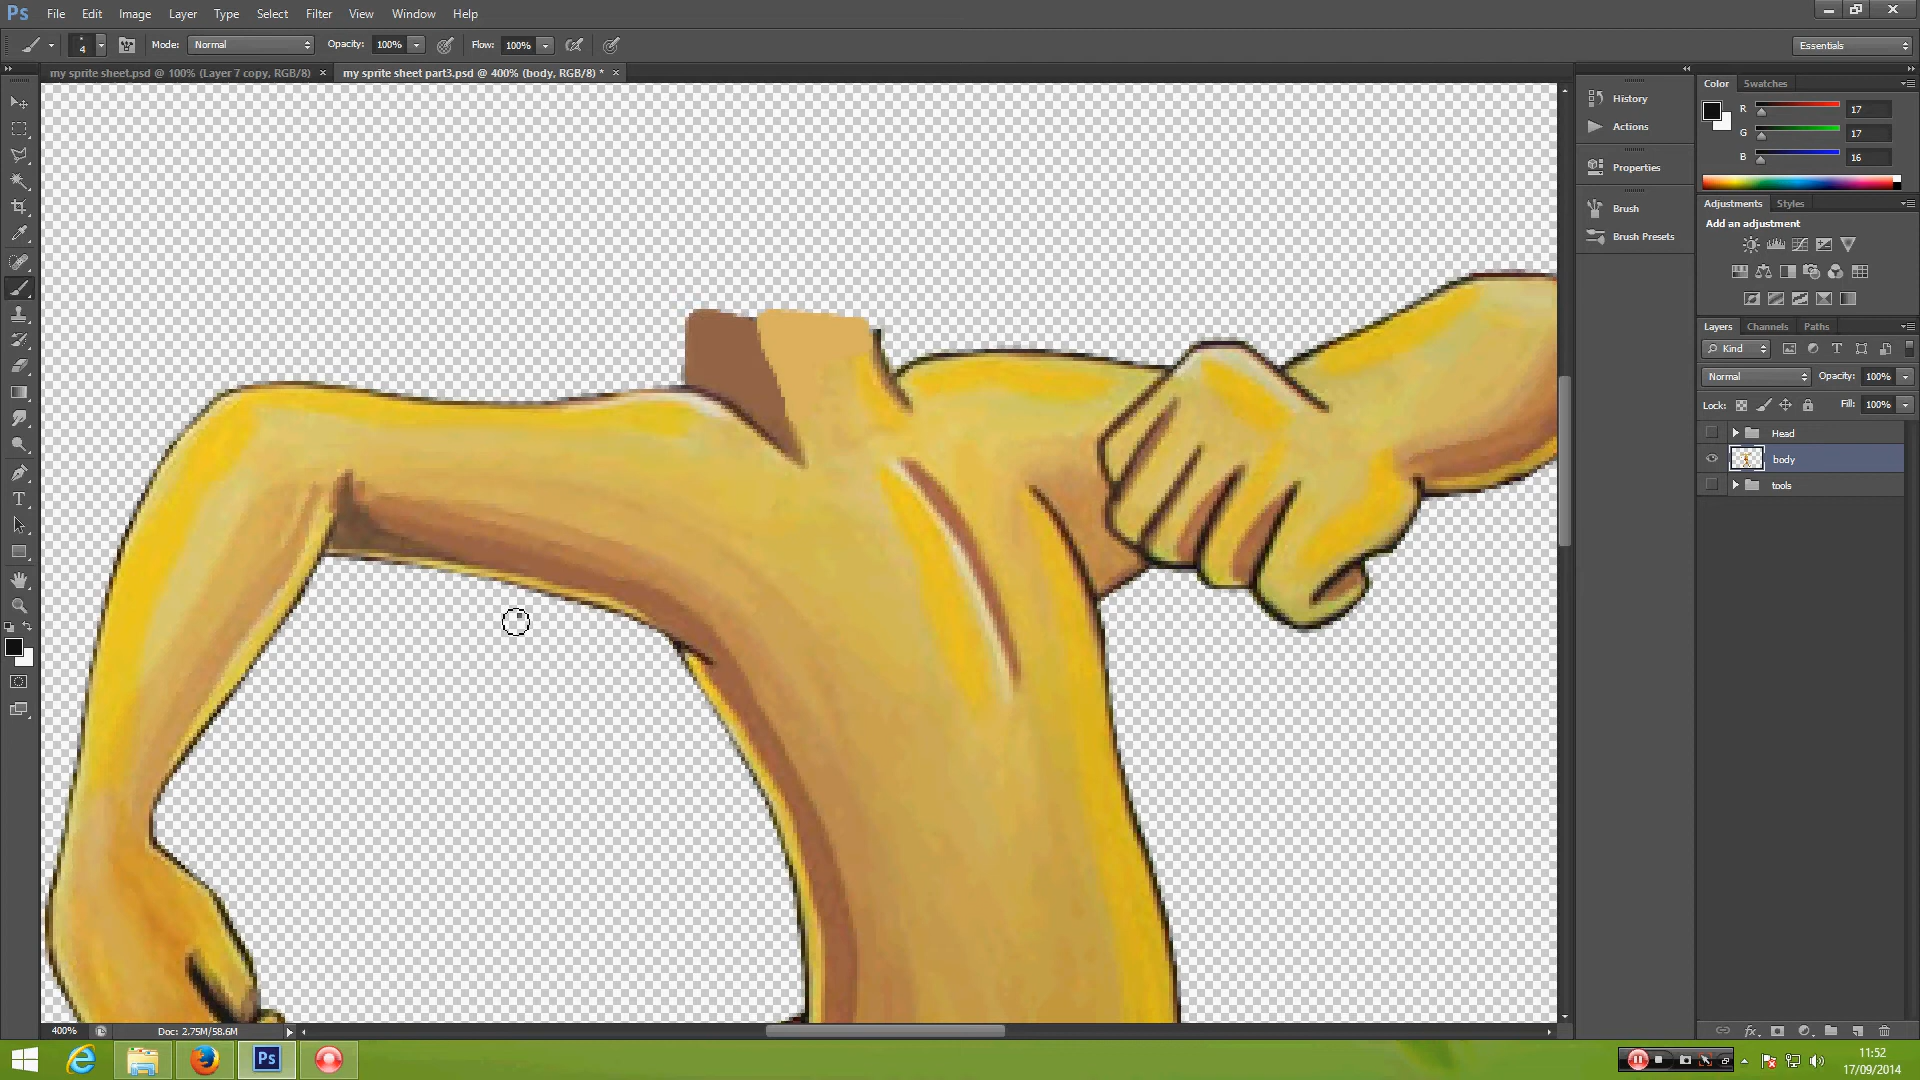 Ps File Edit Image Layer Type Select Filter View Window Help
4 Mode: Normal Opacity: 100% Flow: 100% Essentials
my sprite sheet.psd @ 100% (Layer 7 copy, RGB/8) × my sprite sheet part3.psd @ 400% (body, RGB/8) * ×
History
Actions
Properties
Brush
Brush Presets
Color Swatches
R 17
G 17
B 16
Adjustments Styles
Add an adjustment
Layers Channels Paths
Kind
Normal Opacity: 100%
Lock: Fill: 100%
Head
body
tools
400% Doc: 2.75M/58.6M
Ps
11:52
17/09/2014